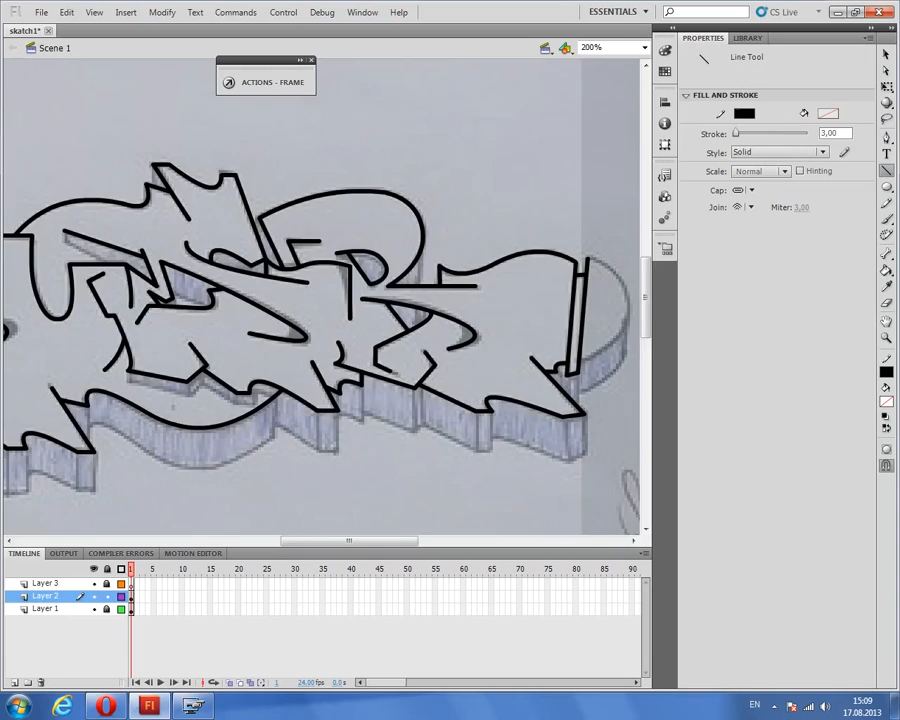 Fl File Edit View Insert Modify Text Commands Control Debug Window Help ESSENTIALS CS Live
skatch1*
Scene 1 200%
ACTIONS - FRAME
PROPERTIES LIBRARY
Line Tool
FILL AND STROKE
Stroke: 3,00
Style: Solid
Scale: Normal Hinting
Cap:
Join: Miter: 3,00
TIMELINE OUTPUT COMPILER ERRORS MOTION EDITOR
1 5 10 15 20 25 30 35 40 45 50 55 60 65 70 75 80 85 90
Layer 3
Layer 2
Layer 1
1 24,00 fps 0,0 s
Fl EN 15:09
17.08.2013